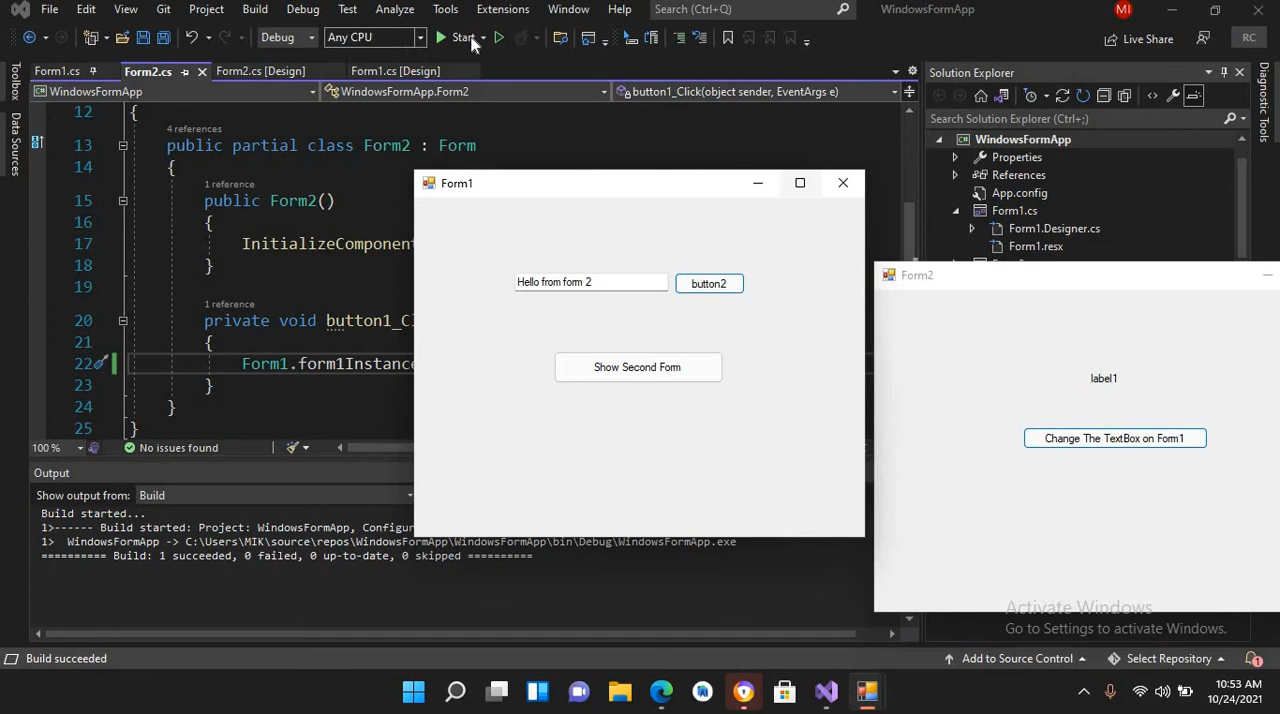 File Edit View Git Project Build Debug Test Analyze Tools Extensions Window Help Search (Ctrl+Q) WindowsFormApp MI
Debug Any CPU Start Live Share RC
Form1.cs Form2.cs Form2.cs [Design] Form1.cs [Design]
WindowsFormApp WindowsFormApp.Form2 button1_Click(object sender, EventArgs e)
Toolbox
Data Sources
12 {
4 references
13 public partial class Form2 : Form
14 {
1 reference
15 public Form2()
16 {
17 InitializeComponent
18 }
19
1 reference
20 private void button1_Cl
21 {
22 Form1.form1Instance
23 }
24 }
25 }
100 % No issues found
Output
Show output from: Build
Build started...
1>------ Build started: Project: WindowsFormApp, Configur
1> WindowsFormApp -> C:\Users\MIK\source\repos\WindowsFormApp\WindowsFormApp\bin\Debug\WindowsFormApp.exe
========== Build: 1 succeeded, 0 failed, 0 up-to-date, 0 skipped ==========
Form1
Hello from form 2 button2
Show Second Form
Solution Explorer
Search Solution Explorer (Ctrl+;)
WindowsFormApp
Properties
References
App.config
Form1.cs
Form1.Designer.cs
Form1.resx
Diagnostic Tools
Form2
label1
Change The TextBox on Form1
Activate Windows
Go to Settings to activate Windows.
Build succeeded Add to Source Control Select Repository 1
10:53 AM
10/24/2021